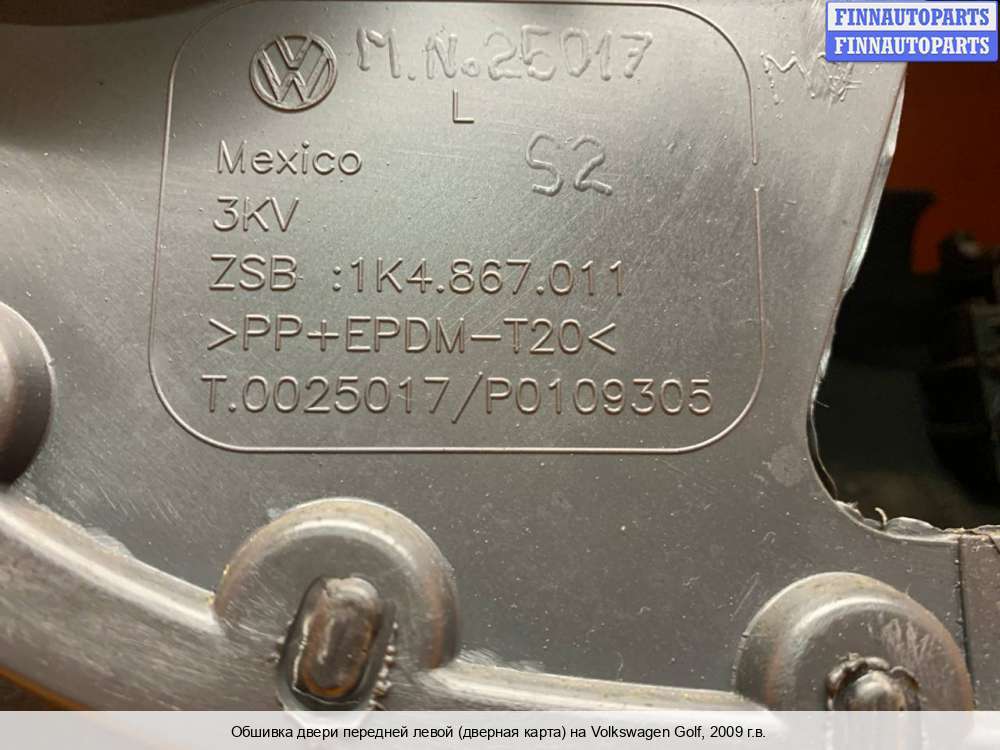 FINNAUTOPARTS
FINNAUTOPARTS
M.No.25017
L
Mexico
S2
3KV
ZSB :1K4.867.011
>PP+EPDM-T20<
T.0025017/P0109305
Обшивка двери передней левой (дверная карта) на Volkswagen Golf, 2009 г.в.